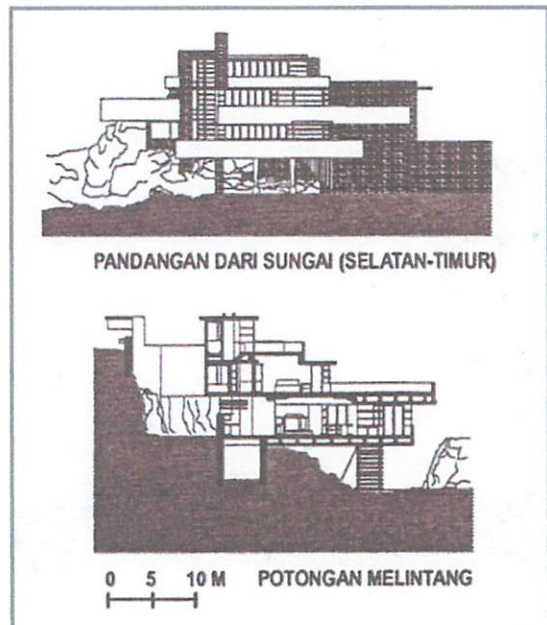 PANDANGAN DARI SUNGAI (SELATAN-TIMUR)
0 5 10 M POTONGAN MELINTANG